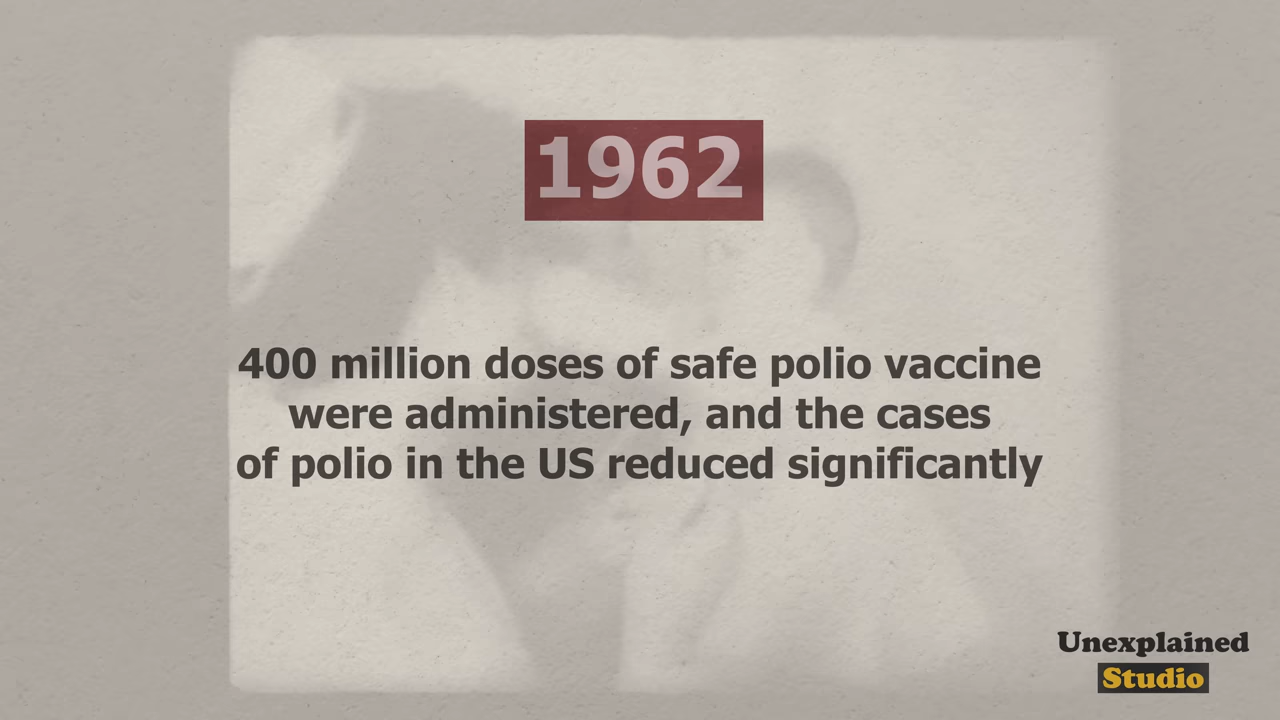 1962
400 million doses of safe polio vaccine
were administered, and the cases
of polio in the US reduced significantly
Unexplained
Studio